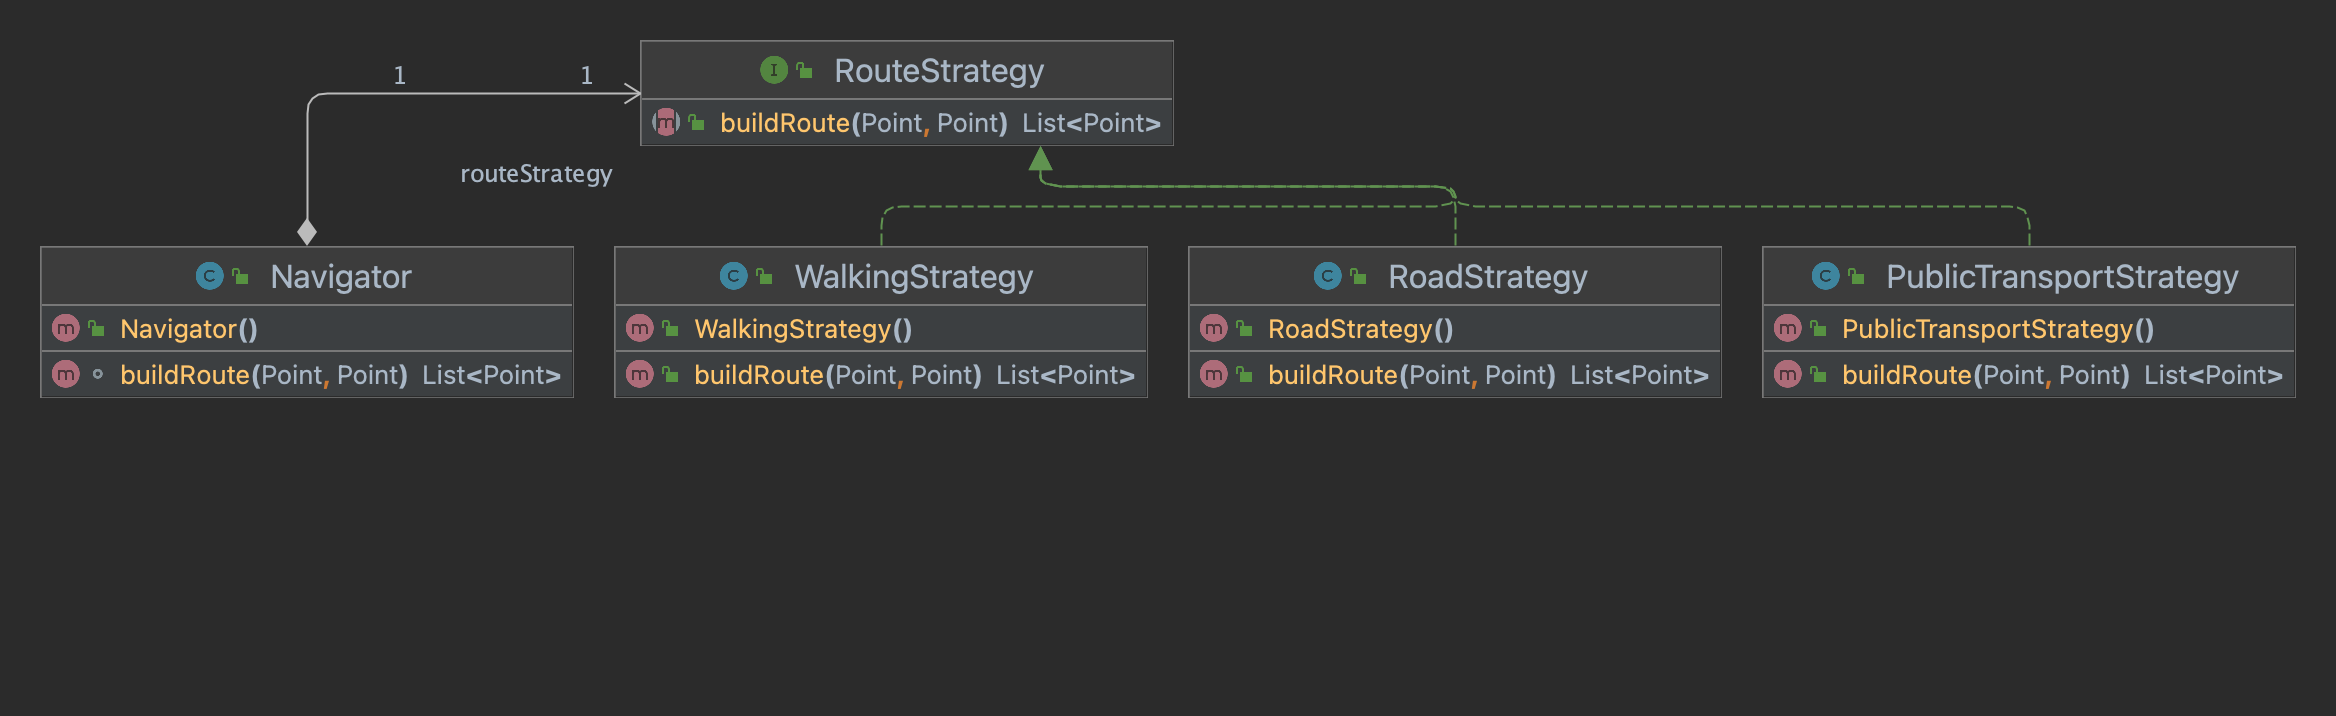 1 1
I RouteStrategy
m buildRoute(Point, Point) List<Point>
routeStrategy
C Navigator
m Navigator()
m buildRoute(Point, Point) List<Point>
C WalkingStrategy
m WalkingStrategy()
m buildRoute(Point, Point) List<Point>
C RoadStrategy
m RoadStrategy()
m buildRoute(Point, Point) List<Point>
C PublicTransportStrategy
m PublicTransportStrategy()
m buildRoute(Point, Point) List<Point>